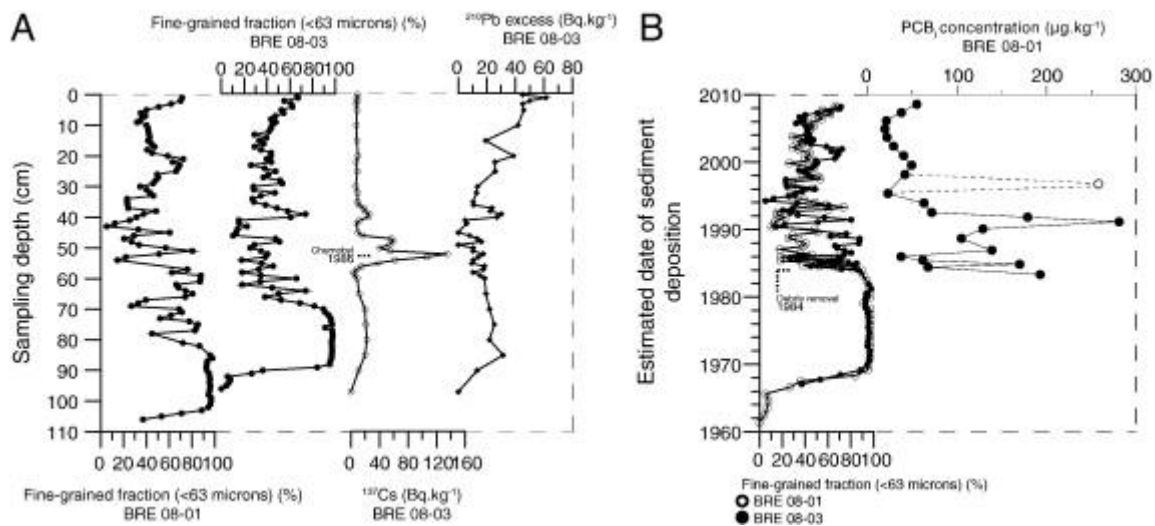 A
Fine-grained fraction (<63 microns) (%)
BRE 08-03
0 20 40 60 80 100
²¹⁰Pb excess (Bq.kg⁻¹)
BRE 08-03
0 20 40 60 80
Sampling depth (cm)
0
10
20
30
40
50
60
70
80
90
100
110
Chernobyl
1986
0 20 40 60 80 100
0 40 80 120 160
Fine-grained fraction (<63 microns) (%)
BRE 08-01
¹³⁷Cs (Bq.kg⁻¹)
BRE 08-03
B
PCBᵢ concentration (µg.kg⁻¹)
BRE 08-01
0 100 200 300
Estimated date of sediment
deposition
2010
2000
1990
1980
1970
1960
removal
1984
0 20 40 60 80 100
Fine-grained fraction (<63 microns) (%)
BRE 08-01
BRE 08-03